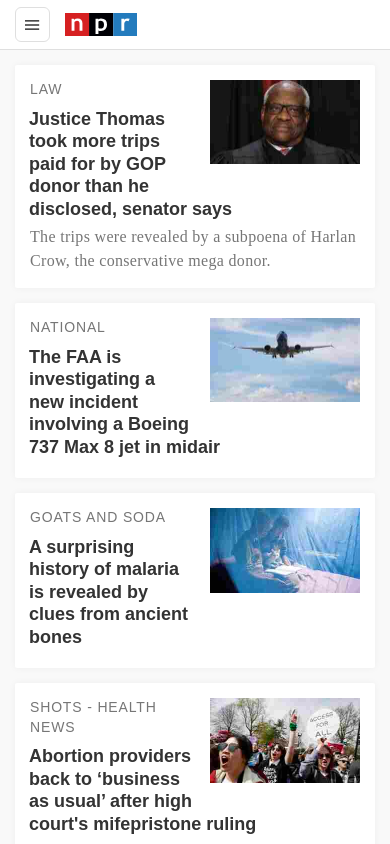 npr
LAW
Justice Thomas
took more trips
paid for by GOP
donor than he
disclosed, senator says
The trips were revealed by a subpoena of Harlan
Crow, the conservative mega donor.
NATIONAL
The FAA is
investigating a
new incident
involving a Boeing
737 Max 8 jet in midair
GOATS AND SODA
A surprising
history of malaria
is revealed by
clues from ancient
bones
SHOTS - HEALTH
NEWS
Abortion providers
back to ‘business
as usual’ after high
court's mifepristone ruling
ACCESS
FOR
ALL